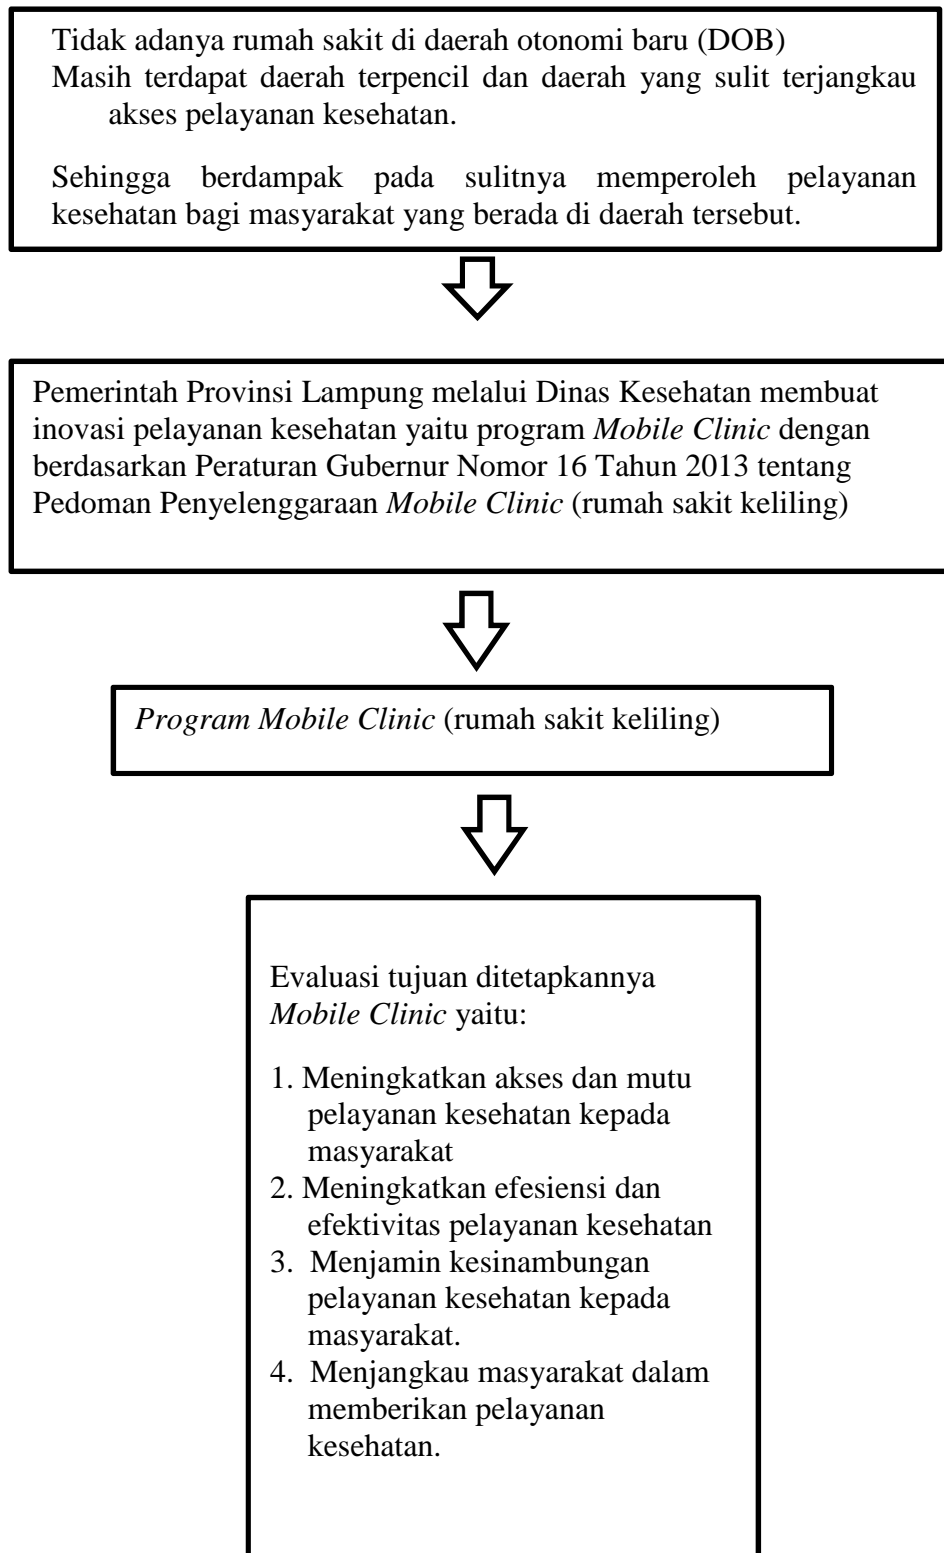 Tidak adanya rumah sakit di daerah otonomi baru (DOB)
Masih terdapat daerah terpencil dan daerah yang sulit terjangkau
akses pelayanan kesehatan.
Sehingga berdampak pada sulitnya memperoleh pelayanan
kesehatan bagi masyarakat yang berada di daerah tersebut.
Pemerintah Provinsi Lampung melalui Dinas Kesehatan membuat
inovasi pelayanan kesehatan yaitu program Mobile Clinic dengan
berdasarkan Peraturan Gubernur Nomor 16 Tahun 2013 tentang
Pedoman Penyelenggaraan Mobile Clinic (rumah sakit keliling)
Program Mobile Clinic (rumah sakit keliling)
Evaluasi tujuan ditetapkannya
Mobile Clinic yaitu:
1. Meningkatkan akses dan mutu
pelayanan kesehatan kepada
masyarakat
2. Meningkatkan efesiensi dan
efektivitas pelayanan kesehatan
3. Menjamin kesinambungan
pelayanan kesehatan kepada
masyarakat.
4. Menjangkau masyarakat dalam
memberikan pelayanan
kesehatan.